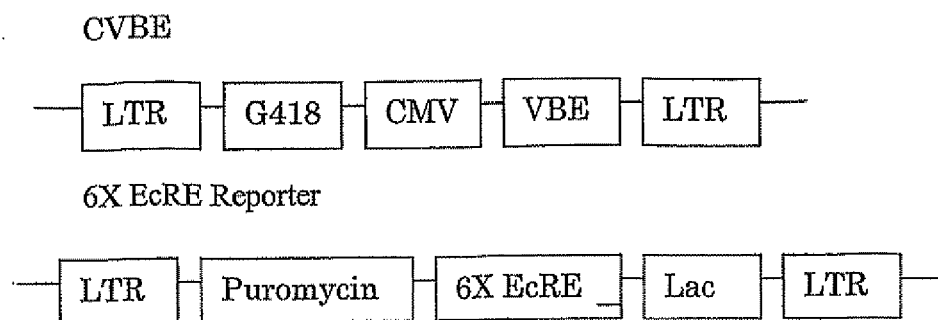 CVBE
LTR G418 CMV VBE LTR
6X EcRE Reporter
LTR Puromycin 6X EcRE Lac LTR